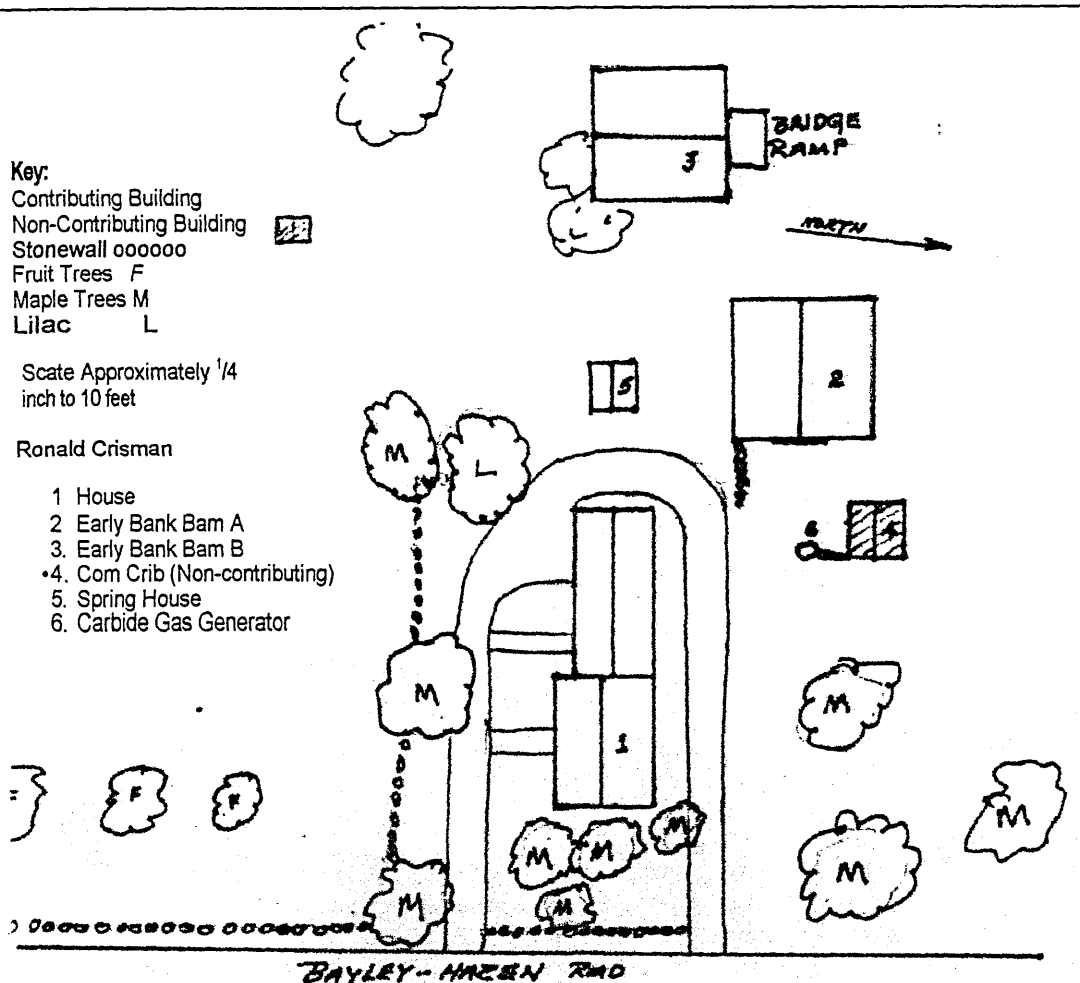 Key:
Contributing Building
Non-Contributing Building
Stonewall oooooo
Fruit Trees F
Maple Trees M
Lilac L
Scate Approximately 1/4
inch to 10 feet
Ronald Crisman
1 House
2 Early Bank Bam A
3 Early Bank Bam B
•4. Com Crib (Non-contributing)
5. Spring House
6. Carbide Gas Generator
BRIDGE
RAMP
3
NORTH
L
2
5
M
L
6
4
M
M
1
F
F
M
M
M
M
M
M
M
BAYLEY-HAZEN ROAD